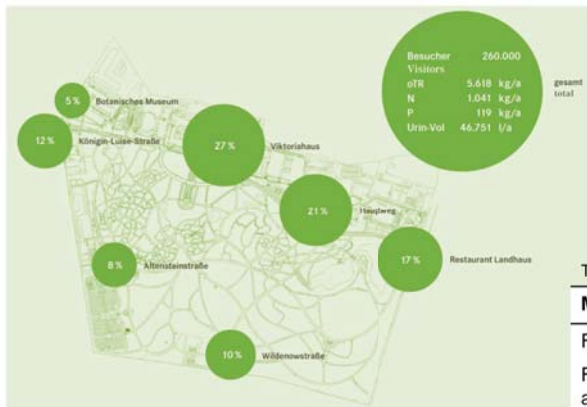 Besucher 260.000
Visitors
oTR 5.618 kg/a
N 1.041 kg/a
P 119 kg/a
Urin-Vol 46.751 l/a
gesamt
total
5 % Botanisches Museum
12 % Königin-Luise-Straße
27 % Viktoriahaus
21 % Hauptweg
17 % Restaurant Landhaus
8 % Altensteinstraße
10 % Wildenowstraße